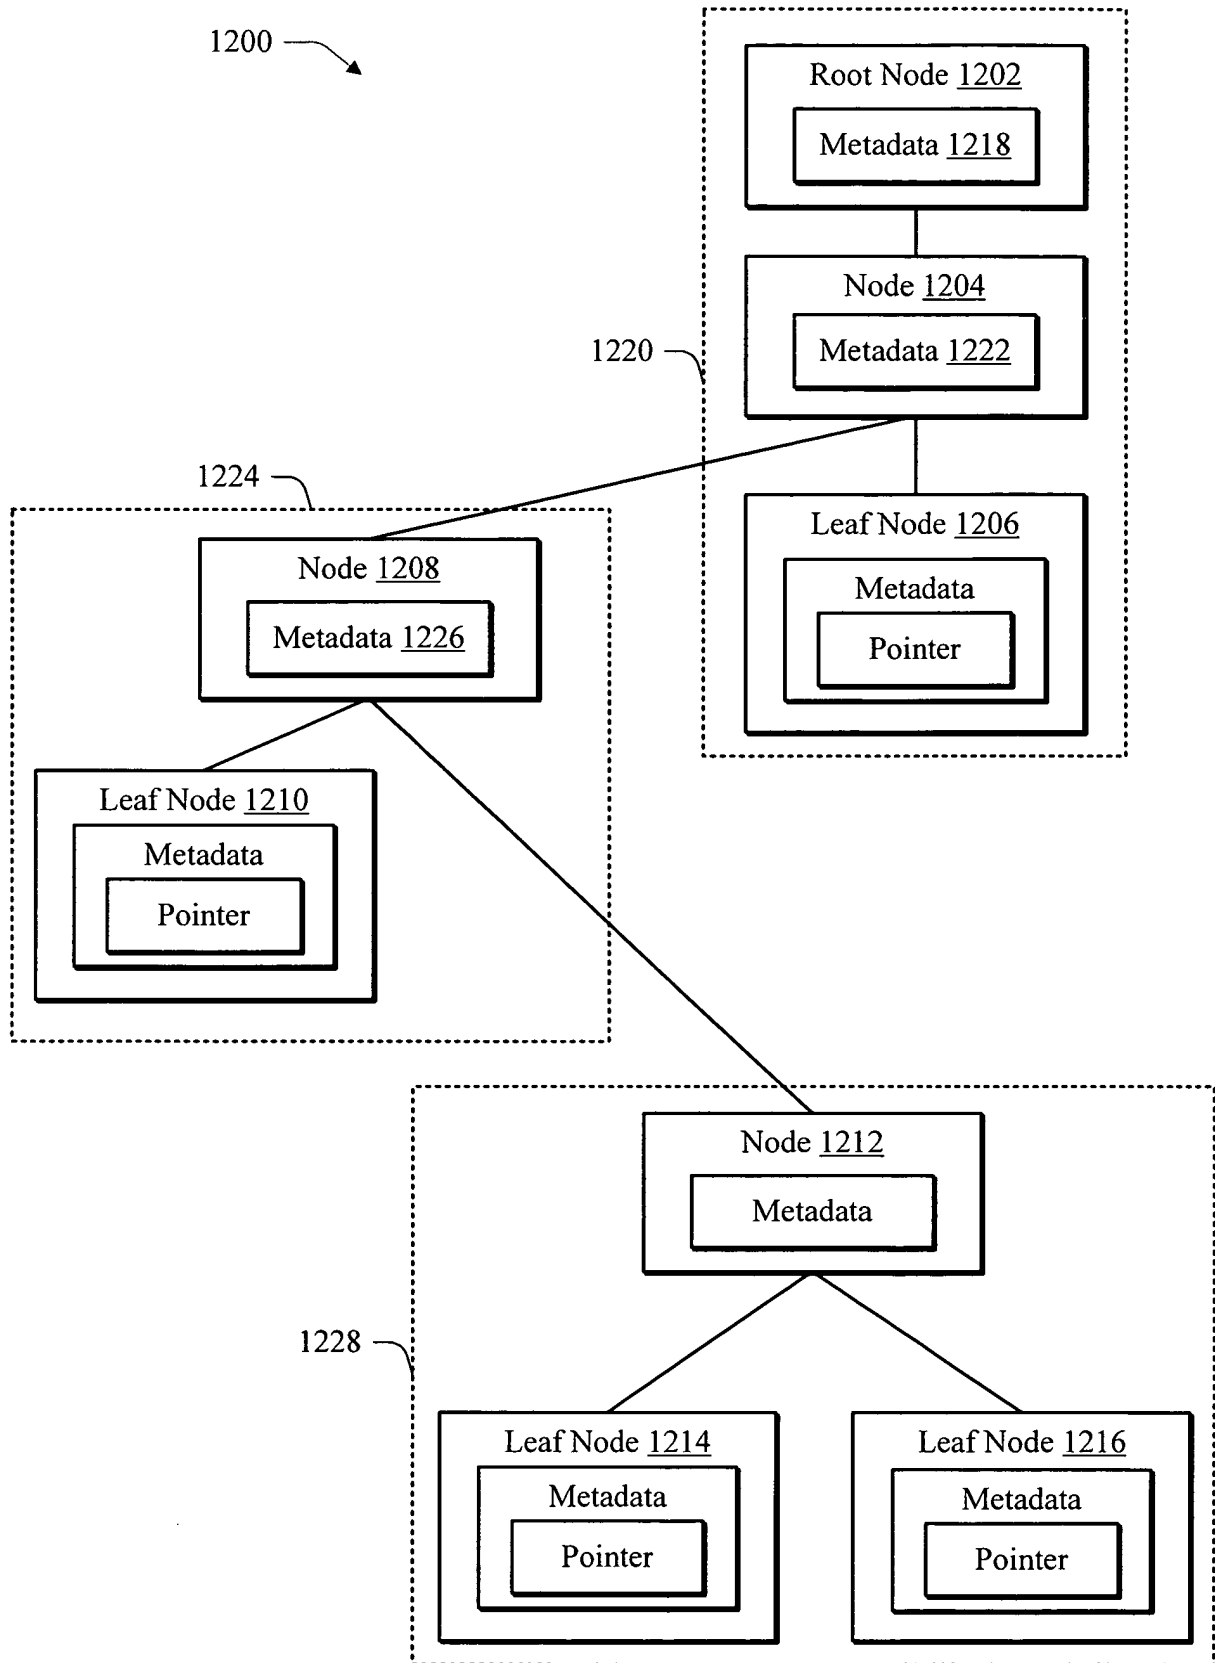 1200
Root Node 1202
Metadata 1218
Node 1204
Metadata 1222
1220
1224
Leaf Node 1206
Metadata
Pointer
Node 1208
Metadata 1226
Leaf Node 1210
Metadata
Pointer
Node 1212
Metadata
1228
Leaf Node 1214
Metadata
Pointer
Leaf Node 1216
Metadata
Pointer